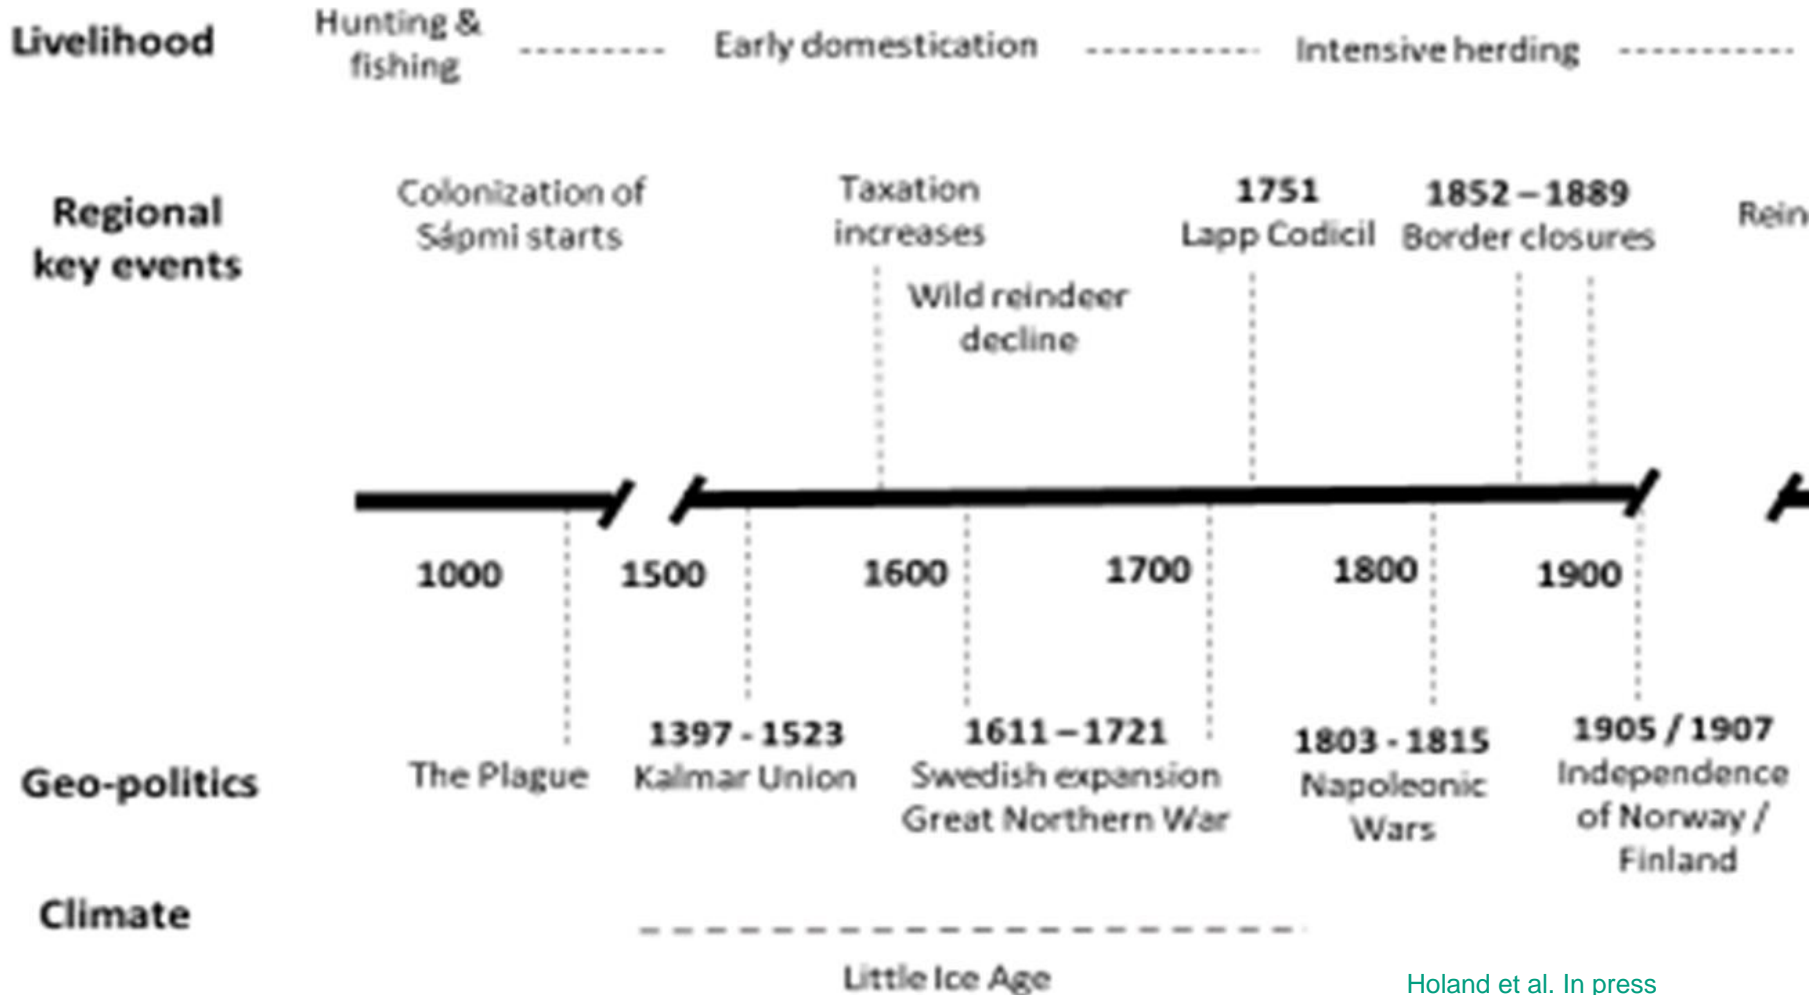 Livelihood
Hunting &
fishing
Early domestication
Intensive herding
Regional
key events
Colonization of
Sápmi starts
Taxation
increases
Wild reindeer
decline
1751
Lapp Codicil
1852 – 1889
Border closures
Rein
1000
1500
1600
1700
1800
1900
Geo-politics
The Plague
1397 - 1523
Kalmar Union
1611 – 1721
Swedish expansion
Great Northern War
1803 - 1815
Napoleonic
Wars
1905 / 1907
Independence
of Norway /
Finland
Climate
Little Ice Age
Holand et al. In press